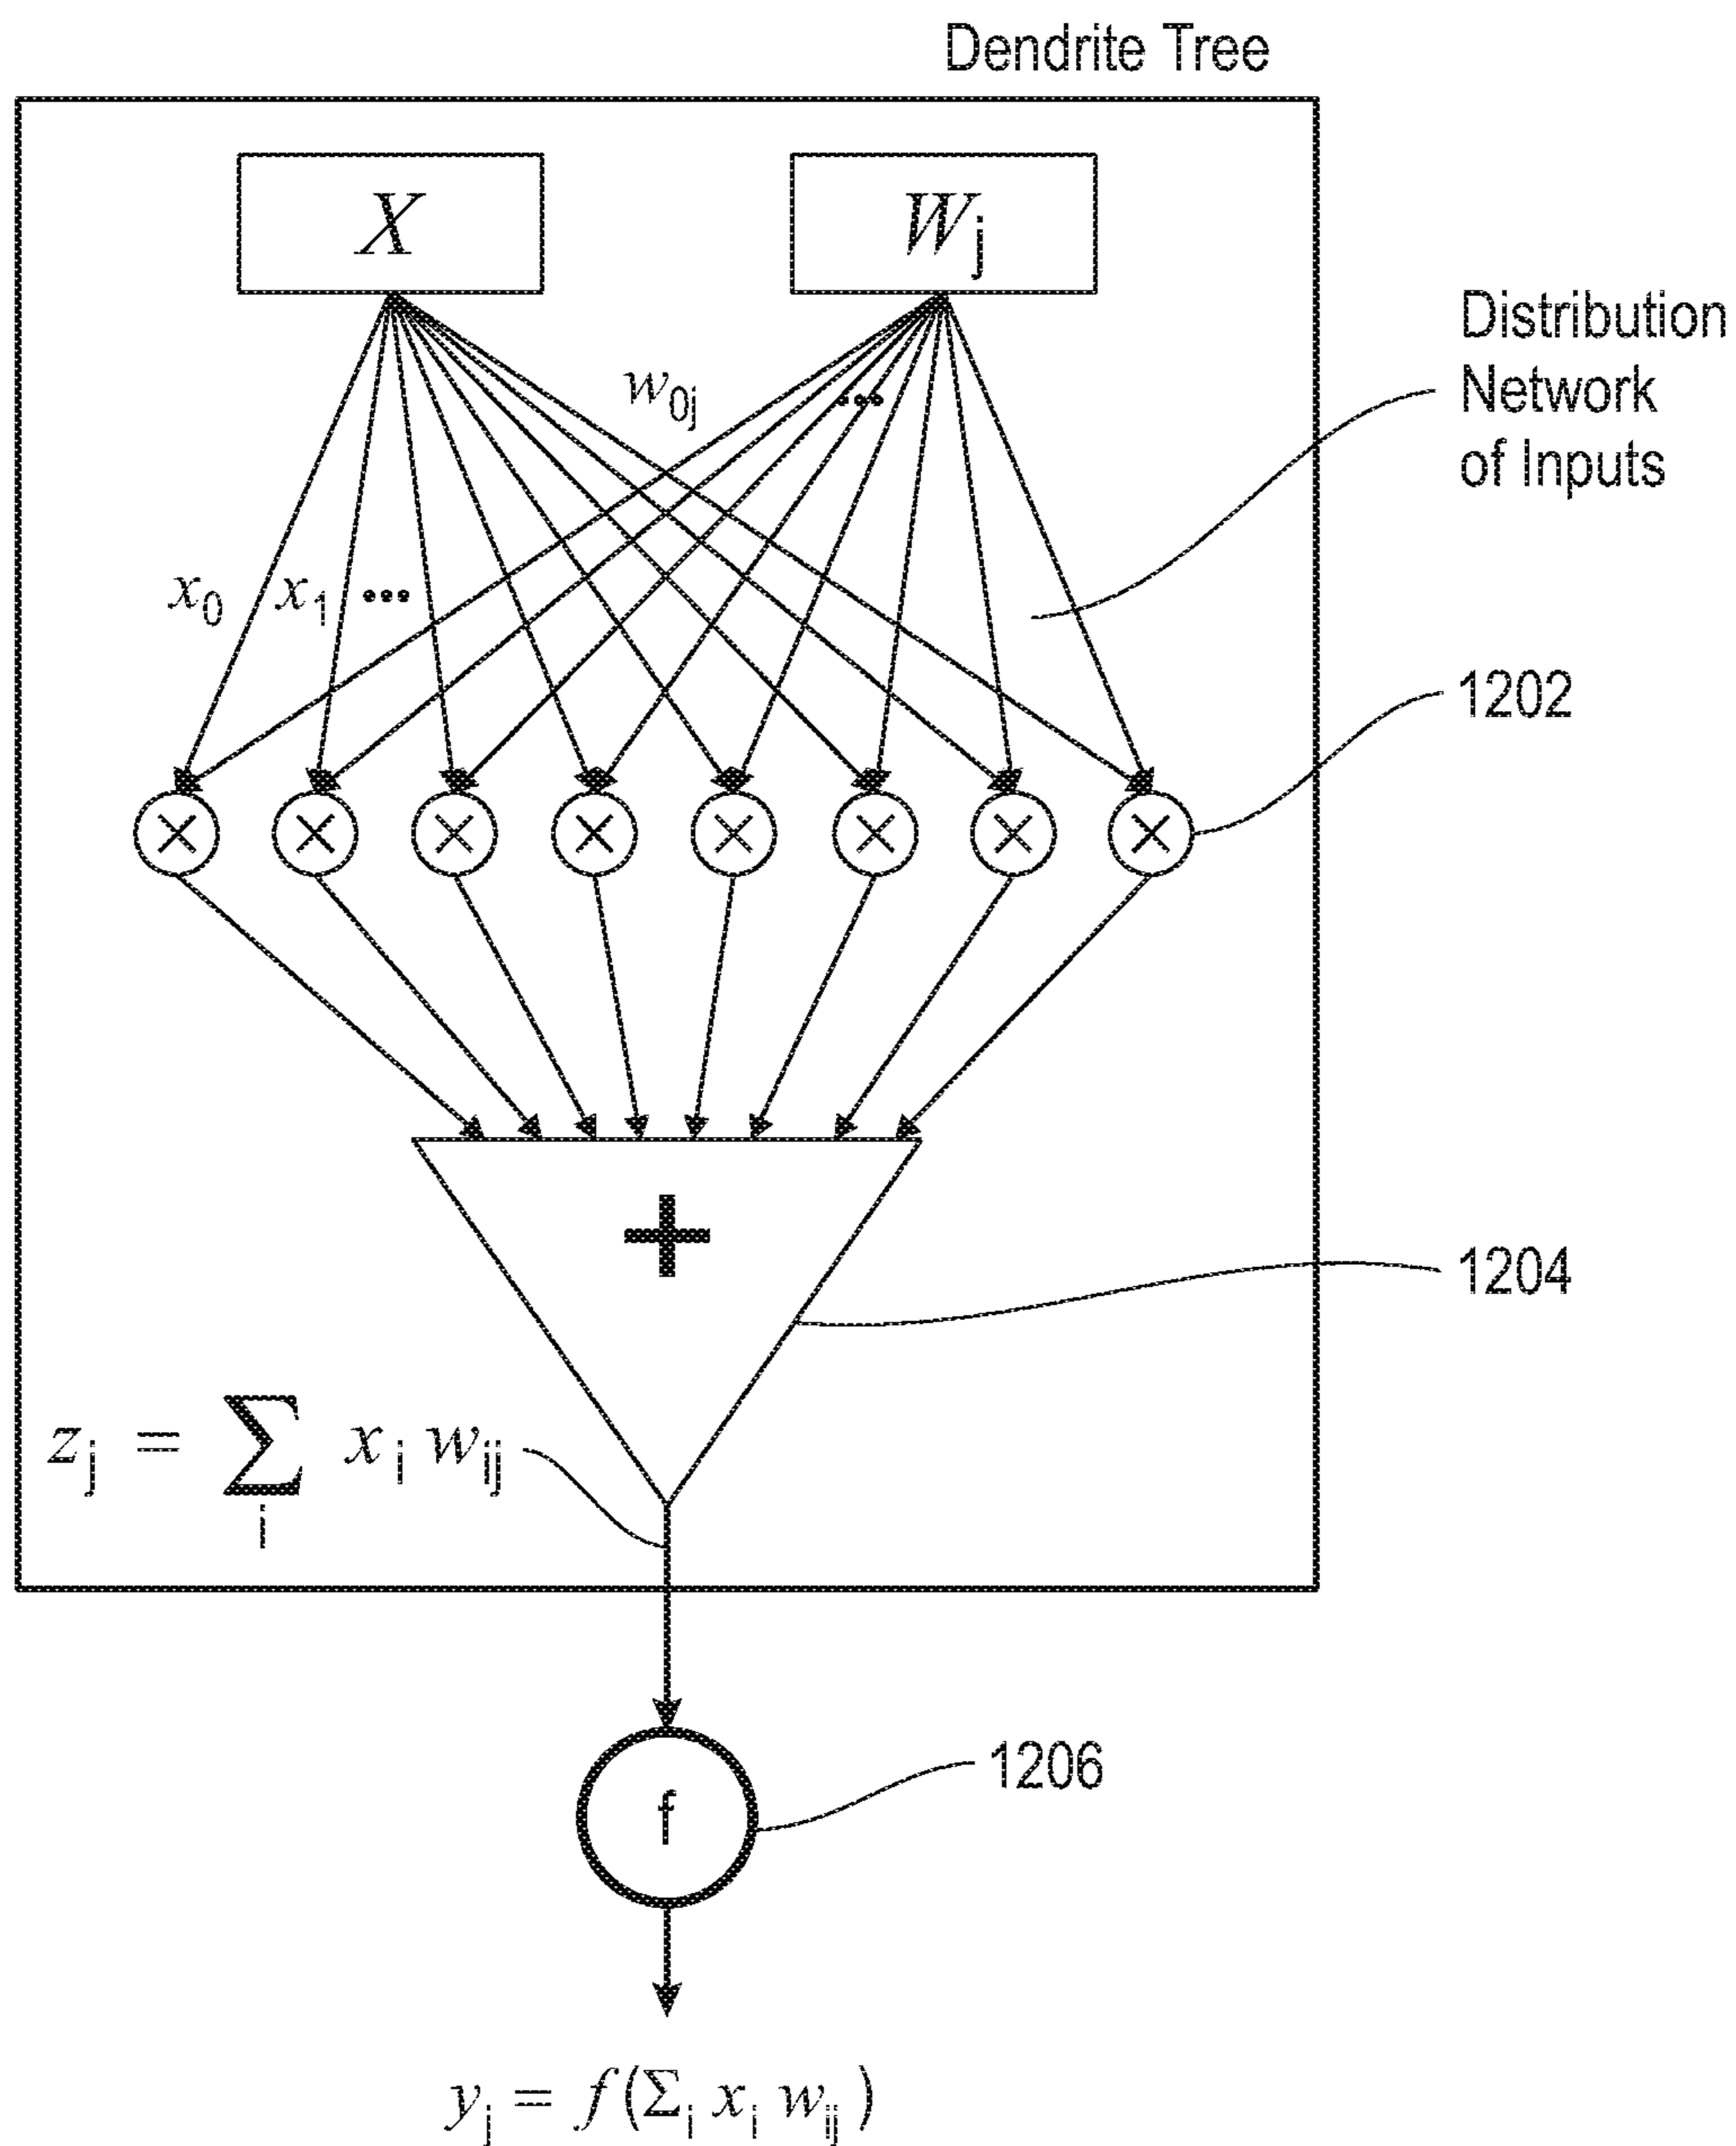 Dendrite Tree
X
Wj
Distribution
Network
of Inputs
w0j
...
x0 x1 ...
1202
× × × × × × × ×
+
1204
zj = ∑i xi wij
f
1206
yj = f(Σi xi wij)